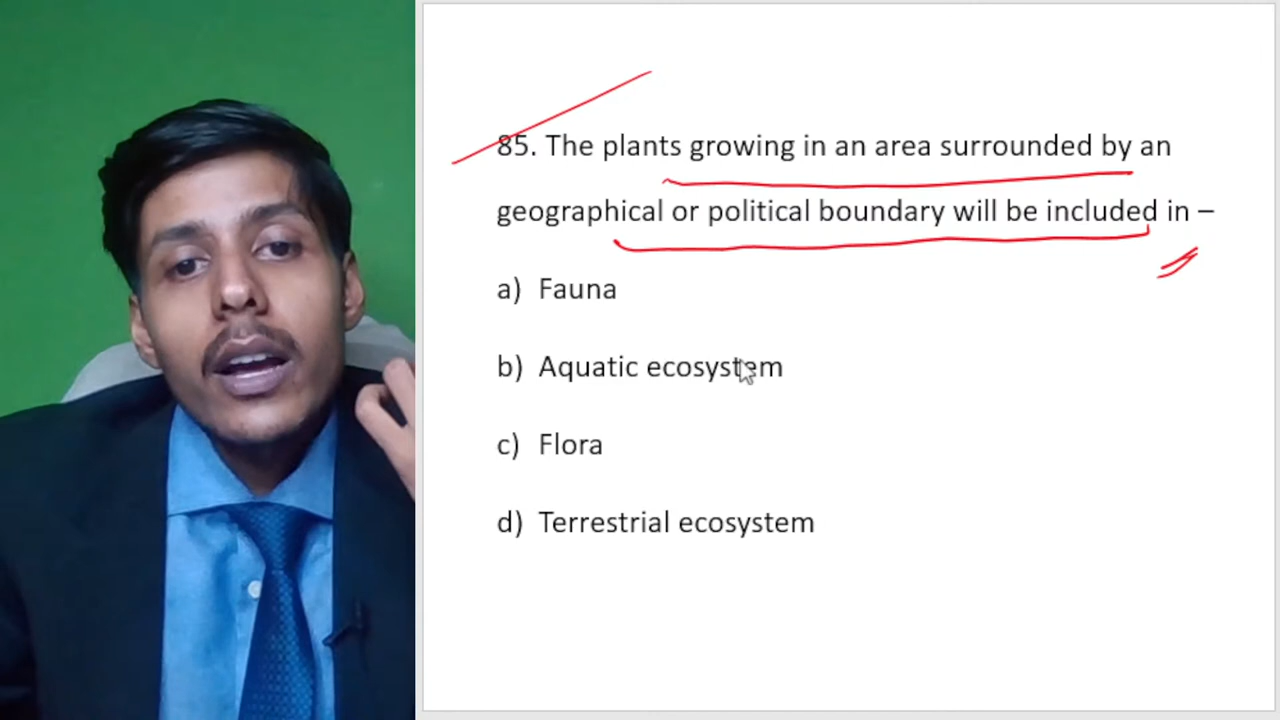 85. The plants growing in an area surrounded by an
geographical or political boundary will be included in –
a) Fauna
b) Aquatic ecosystem
c) Flora
d) Terrestrial ecosystem